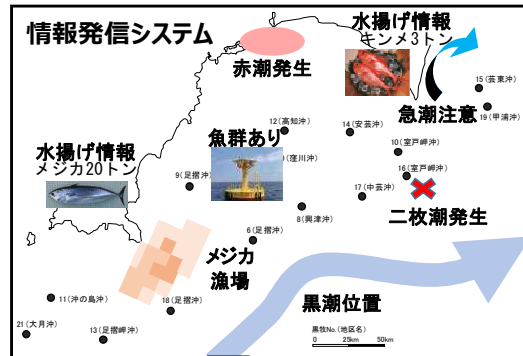 情報発信システム
水揚げ情報
キンメ3トン
赤潮発生
急潮注意
15(芸東沖)
19(甲浦沖)
12(高知沖)
14(安芸沖)
魚群あり
10(室戸岬沖)
水揚げ情報
メジカ20トン
(窪川沖)
9(足摺沖)
16(室戸岬沖)
17(中芸沖)
8(興津沖)
二枚潮発生
6(足摺沖)
メジカ
漁場
黒潮位置
11(沖の島沖)
18(足摺沖)
21(大月沖)
13(足摺岬沖)
黒牧No.(地区名)
0 25km 50km